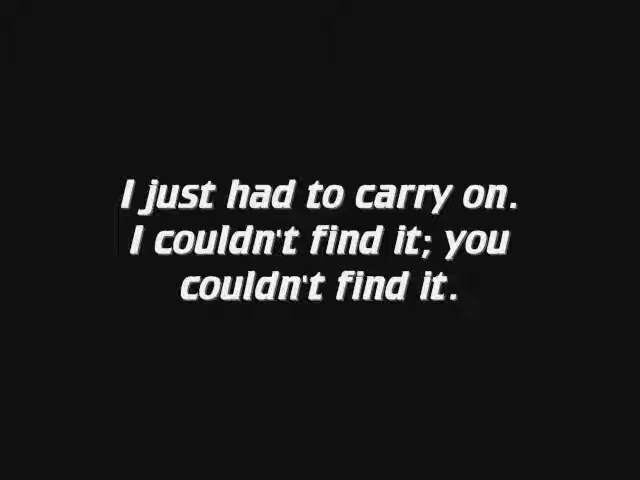 I just had to carry on.
I couldn't find it; you
couldn't find it.